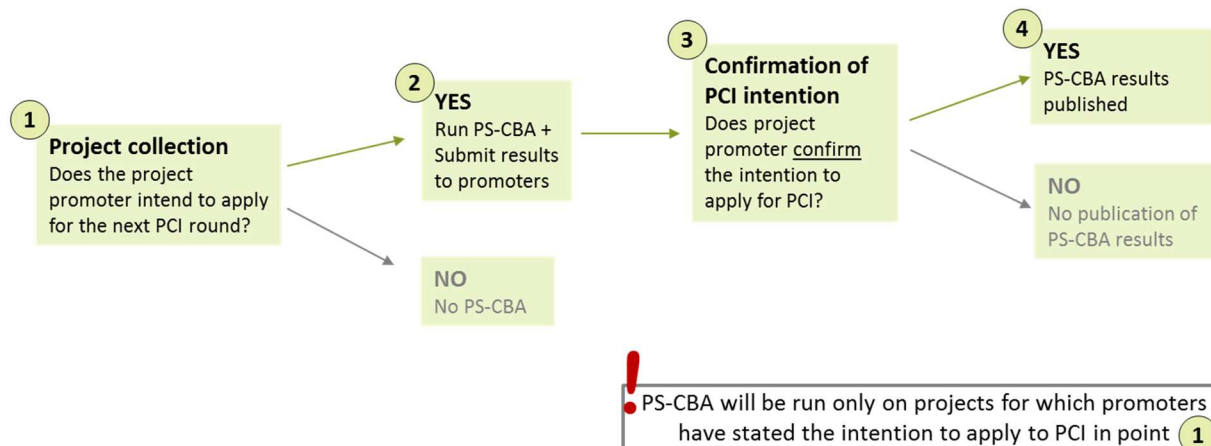 1
Project collection
Does the project
promoter intend to apply
for the next PCI round?
2
YES
Run PS-CBA +
Submit results
to promoters
NO
No PS-CBA
3
Confirmation of
PCI intention
Does project
promoter confirm
the intention to
apply for PCI?
4
YES
PS-CBA results
published
NO
No publication of
PS-CBA results
! PS-CBA will be run only on projects for which promoters
have stated the intention to apply to PCI in point 1